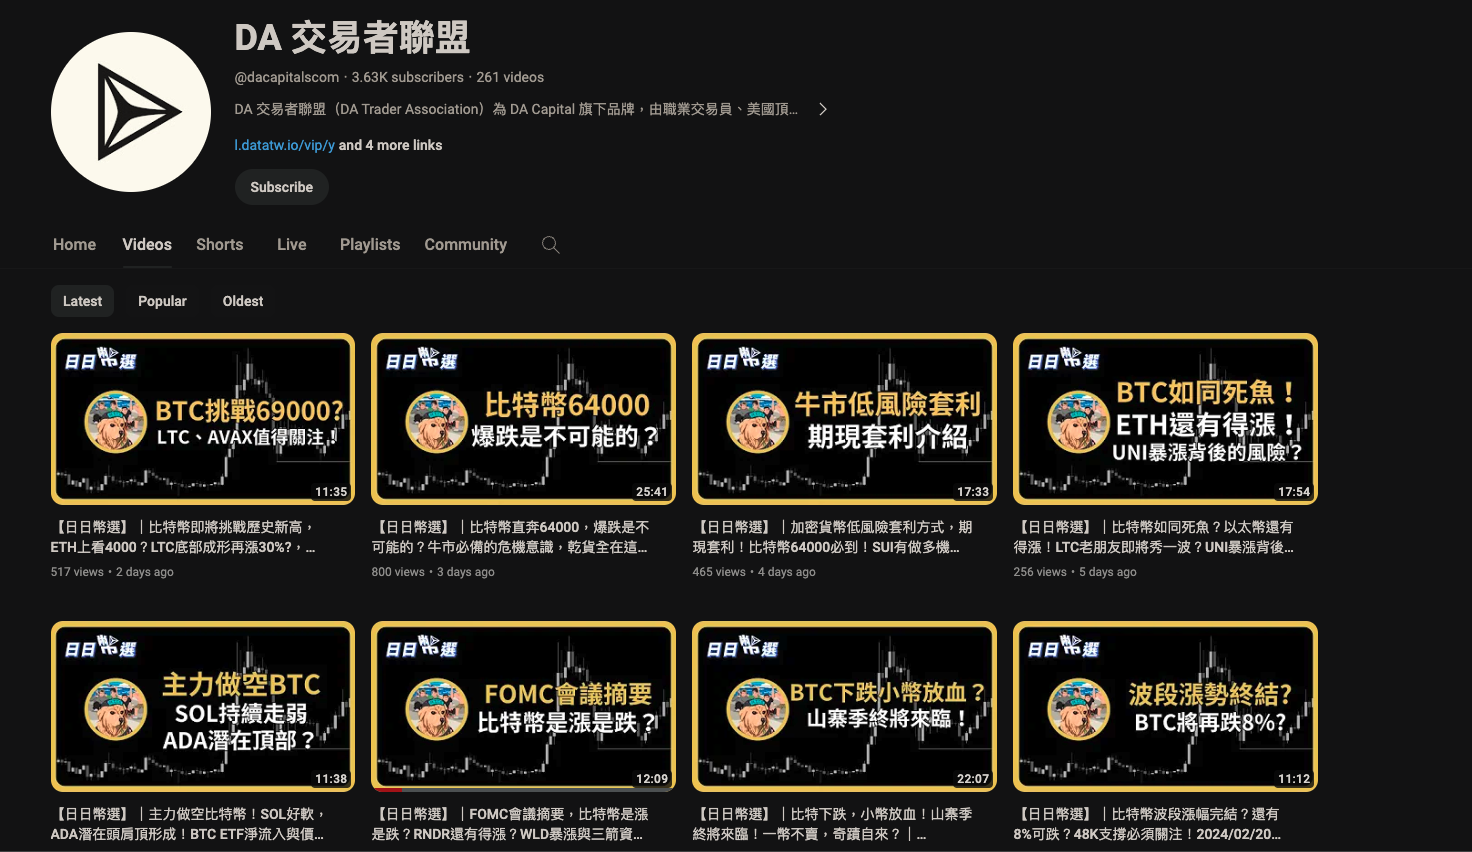 DA 交易者聯盟
@dacapitalscom · 3.63K subscribers · 261 videos
DA 交易者聯盟（DA Trader Association）為 DA Capital 旗下品牌，由職業交易員、美國頂...
l.datatw.io/vip/y and 4 more links
Subscribe
Home Videos Shorts Live Playlists Community
Latest Popular Oldest
日日幣選
BTC挑戰69000?
LTC、AVAX值得關注！
11:35
日日幣選
比特幣64000
爆跌是不可能的？
25:41
日日幣選
牛市低風險套利
期現套利介紹
17:33
日日幣選
BTC如同死魚！
ETH還有得漲！
UNI暴漲背後的風險？
17:54
【日日幣選】｜比特幣即將挑戰歷史新高，
ETH上看4000？LTC底部成形再漲30%?，...
517 views • 2 days ago
【日日幣選】｜比特幣直奔64000，爆跌是不
可能的？牛市必備的危機意識，乾貨全在這...
800 views • 3 days ago
【日日幣選】｜加密貨幣低風險套利方式，期
現套利！比特幣64000必到！SUI有做多機...
465 views • 4 days ago
【日日幣選】｜比特幣如同死魚？以太幣還有
得漲！LTC老朋友即將秀一波？UNI暴漲背後...
256 views • 5 days ago
日日幣選
主力做空BTC
SOL持續走弱
ADA潛在頂部？
11:38
日日幣選
FOMC會議摘要
比特幣是漲是跌？
12:09
日日幣選
BTC下跌小幣放血？
山寨季終將來臨！
22:07
日日幣選
波段漲勢終結?
BTC將再跌8%?
11:12
【日日幣選】｜主力做空比特幣！SOL好軟，
ADA潛在頭肩頂形成！BTC ETF淨流入與價...
【日日幣選】｜FOMC會議摘要，比特幣是漲
是跌？RNDR還有得漲？WLD暴漲與三箭資...
【日日幣選】｜比特下跌，小幣放血！山寨季
終將來臨！一幣不賣，奇蹟自來？｜...
【日日幣選】｜比特幣波段漲幅完結？還有
8%可跌？48K支撐必須關注！2024/02/20...